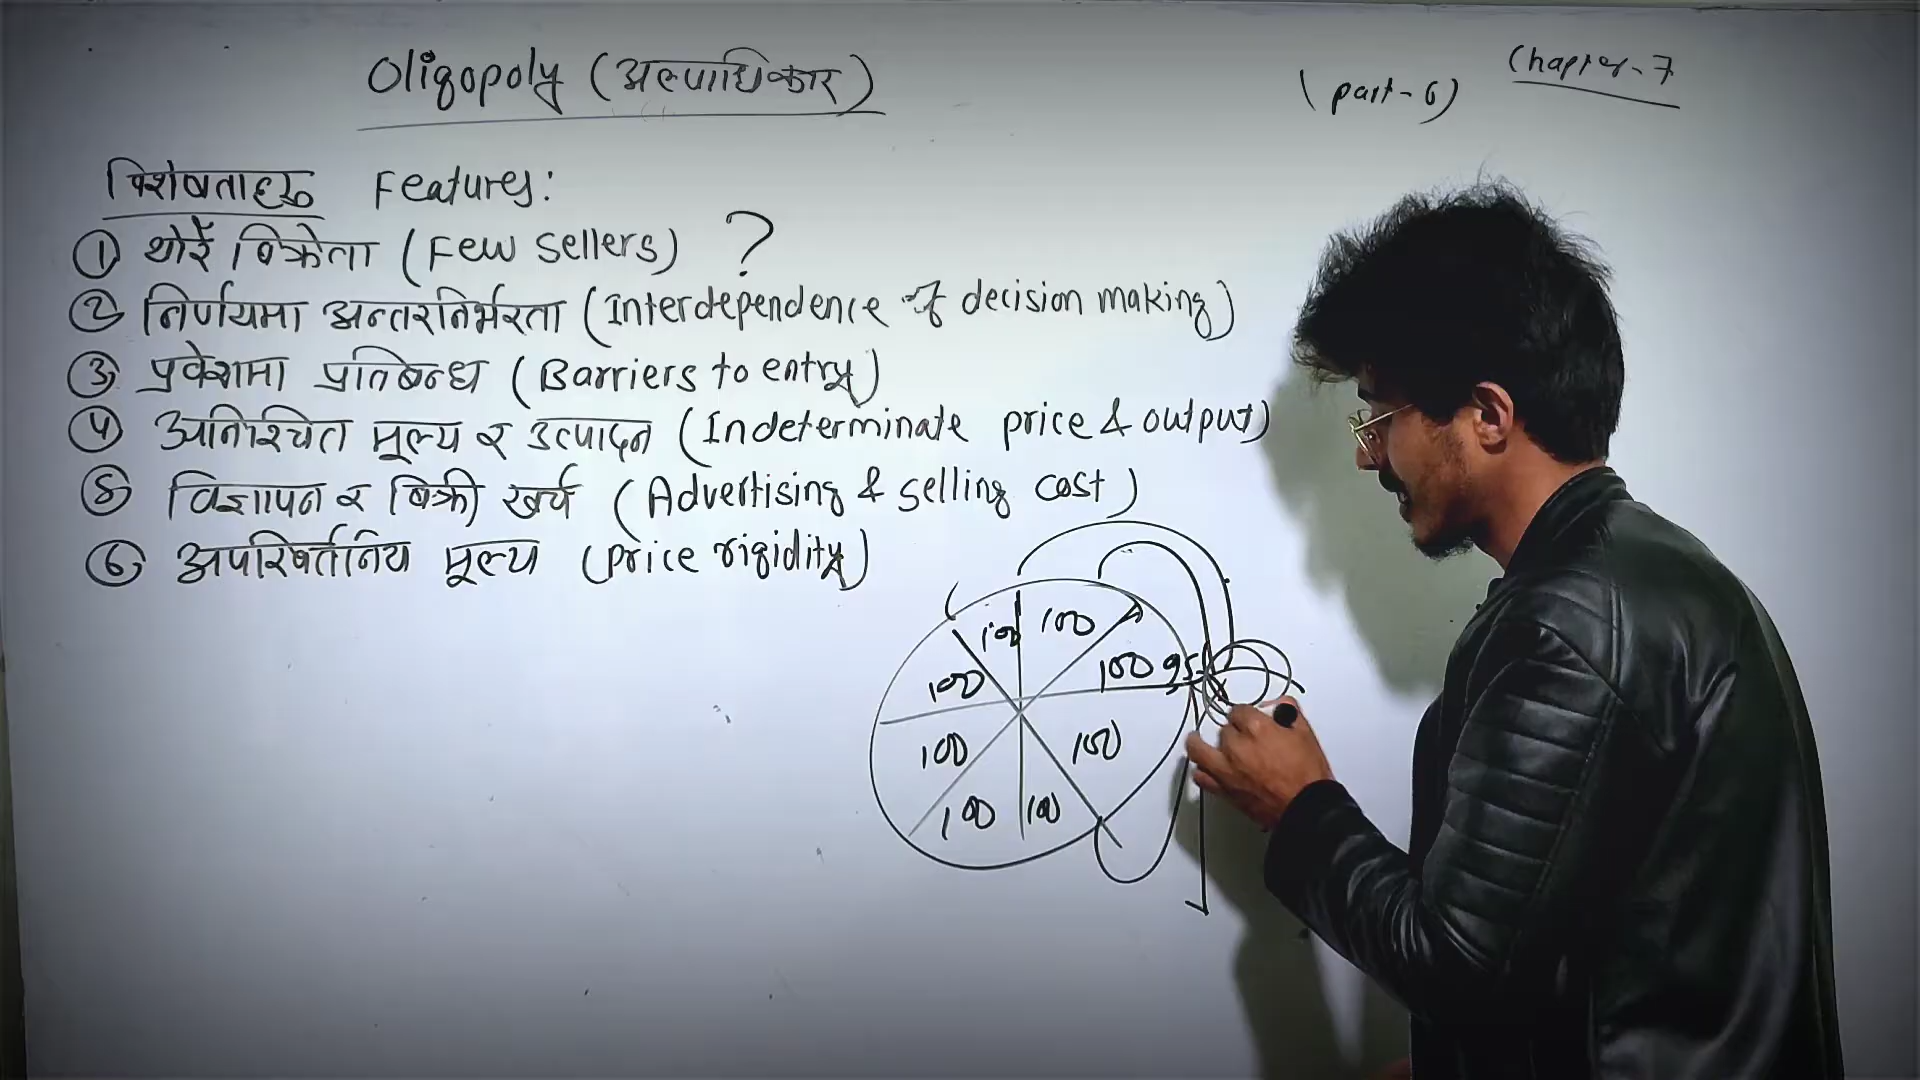 Oligopoly (अल्पाधिकार)
(part-6)
Chapter-7
विशेषताहरू Features:
① थोरै विक्रेता (Few sellers) ?
② निर्णयमा अन्तरनिर्भरता (Interdependence of decision making)
③ प्रवेशमा प्रतिबन्ध (Barriers to entry)
④ अनिश्चित मूल्य र उत्पादन (Indeterminate price & output)
⑤ विज्ञापन र बिक्री खर्च (Advertising & selling cost)
⑥ अपरिवर्तनिय मूल्य (price rigidity)
100 100
100 100 95
100 100
100 100